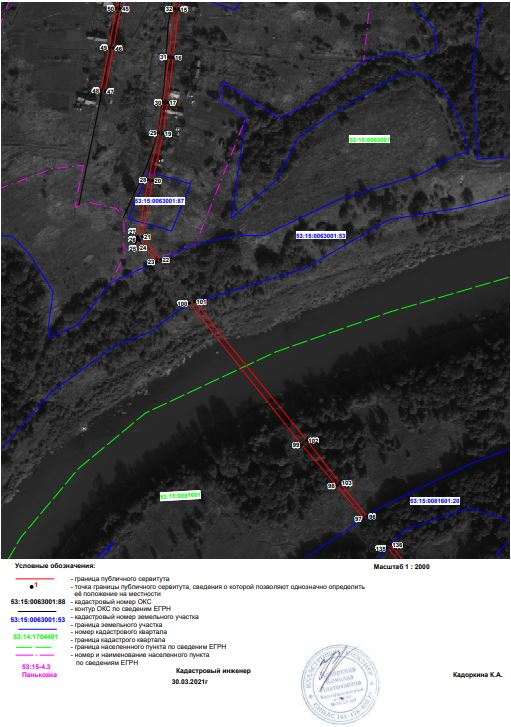 50 45
32 15
49 46
31 16
48 47
30 17
29 19
28 20
53:15:0063001
53:15:0063001:87
21
24
23 22
53:15:0063001:53
100 101
102
99
98 103
53:15:0081601
53:15:0081601:20
97 96
135 136
Условные обозначения:
Масштаб 1 : 2000
- граница публичного сервитута
1 - точка границы публичного сервитута, сведения о которой позволяют однозначно определить
её положение на местности
53:15:0063001:88 - кадастровый номер ОКС
- контур ОКС по сведениям ЕГРН
53:15:0063001:53 - кадастровый номер земельного участка
- граница земельного участка
53:14:1704401 - номер кадастрового квартала
- граница кадастрого квартала
- граница населеннного пункта по сведениям ЕГРН
53:15-4.3 - номер и наименование населенного пункта
Паньковка по сведениям ЕГРН
Кадастровый инженер
Кадоркина К.А.
30.03.2021г